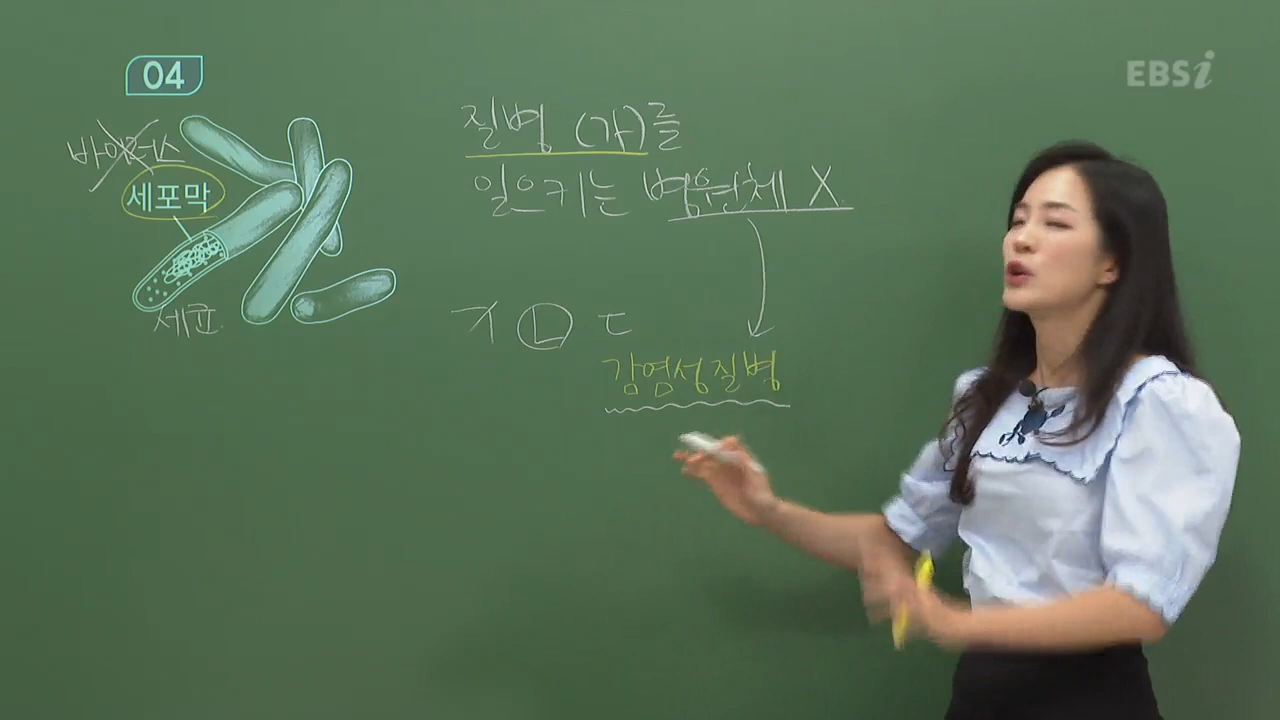 04
EBSi
바이러스
세포막
세균
질병 (가)를
일으키는 병원체 X
ㄱ ㄴ ㄷ
감염성질병